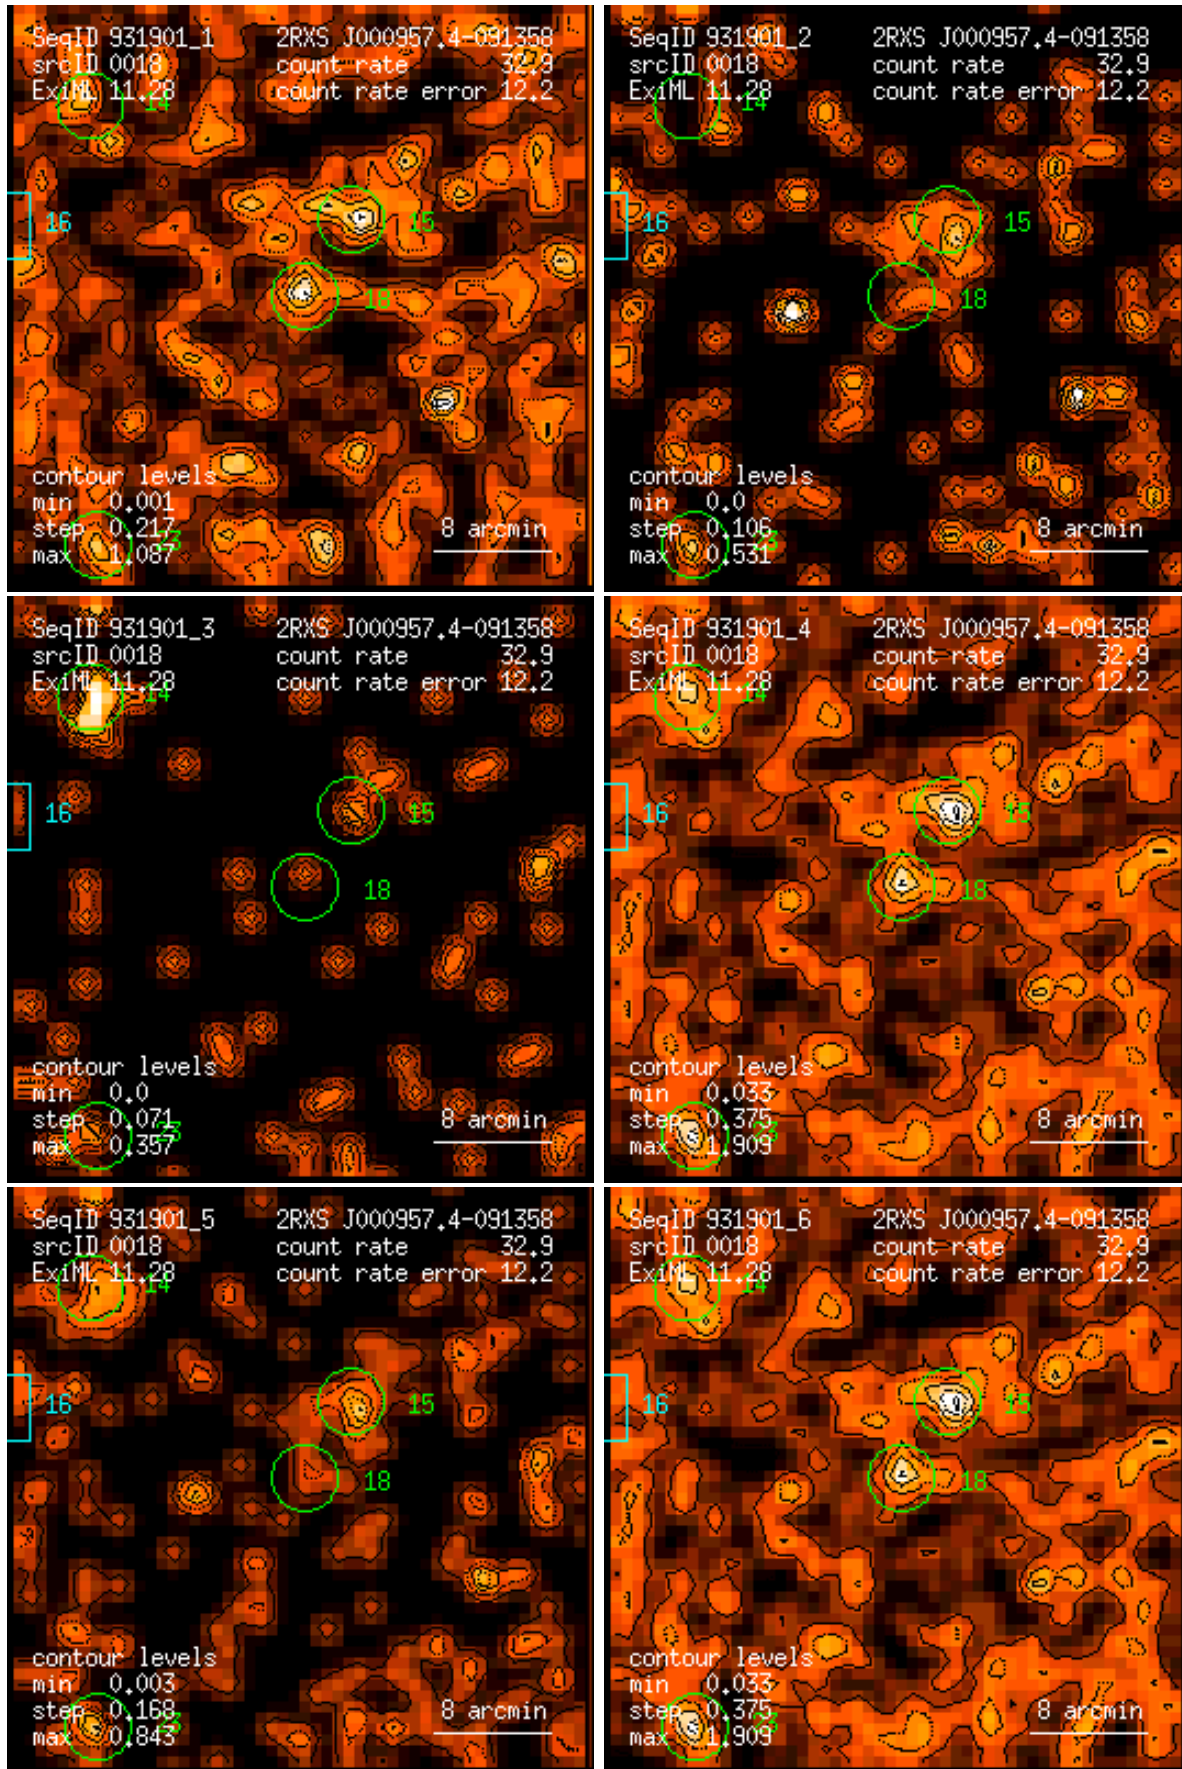 SeqID 931901_1 2RXS J000957.4-091358
srcID 0018 count rate 32.9
ExiML 11.28 count rate error 12.2
14
15
16
18
contour levels
min 0.001
step 0.217
max 1.087
23
8 arcmin
SeqID 931901_2 2RXS J000957.4-091358
srcID 0018 count rate 32.9
ExiML 11.28 count rate error 12.2
14
15
16
18
contour levels
min 0.0
step 0.106
max 0.531
23
8 arcmin
SeqID 931901_3 2RXS J000957.4-091358
srcID 0018 count rate 32.9
ExiML 11.28 count rate error 12.2
14
15
16
18
contour levels
min 0.0
step 0.071
max 0.357
23
8 arcmin
SeqID 931901_4 2RXS J000957.4-091358
srcID 0018 count rate 32.9
ExiML 11.28 count rate error 12.2
14
15
16
18
contour levels
min 0.033
step 0.375
max 1.909
23
8 arcmin
SeqID 931901_5 2RXS J000957.4-091358
srcID 0018 count rate 32.9
ExiML 11.28 count rate error 12.2
14
15
16
18
contour levels
min 0.003
step 0.168
max 0.843
23
8 arcmin
SeqID 931901_6 2RXS J000957.4-091358
srcID 0018 count rate 32.9
ExiML 11.28 count rate error 12.2
14
15
16
18
contour levels
min 0.033
step 0.375
max 1.909
23
8 arcmin